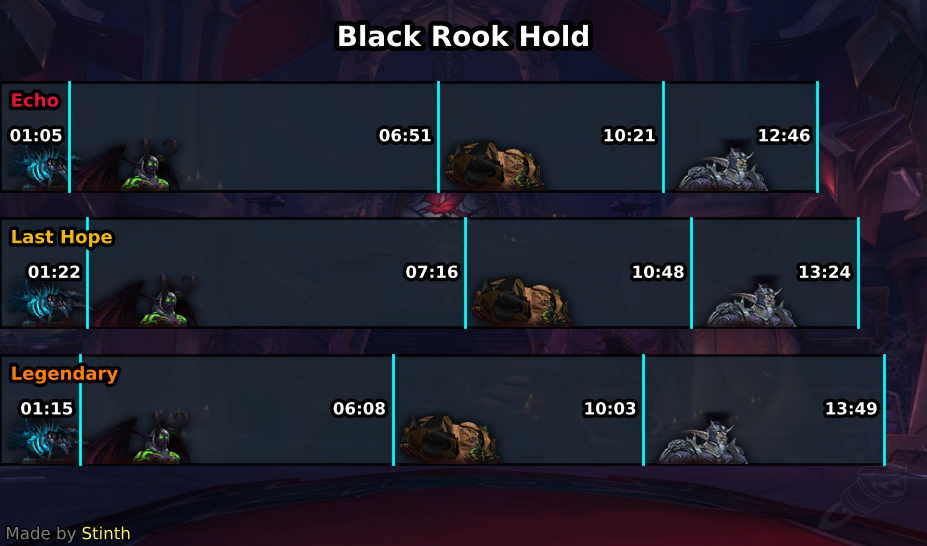 Black Rook Hold
Echo
01:05 06:51 10:21 12:46
Last Hope
01:22 07:16 10:48 13:24
Legendary
01:15 06:08 10:03 13:49
Made by Stinth